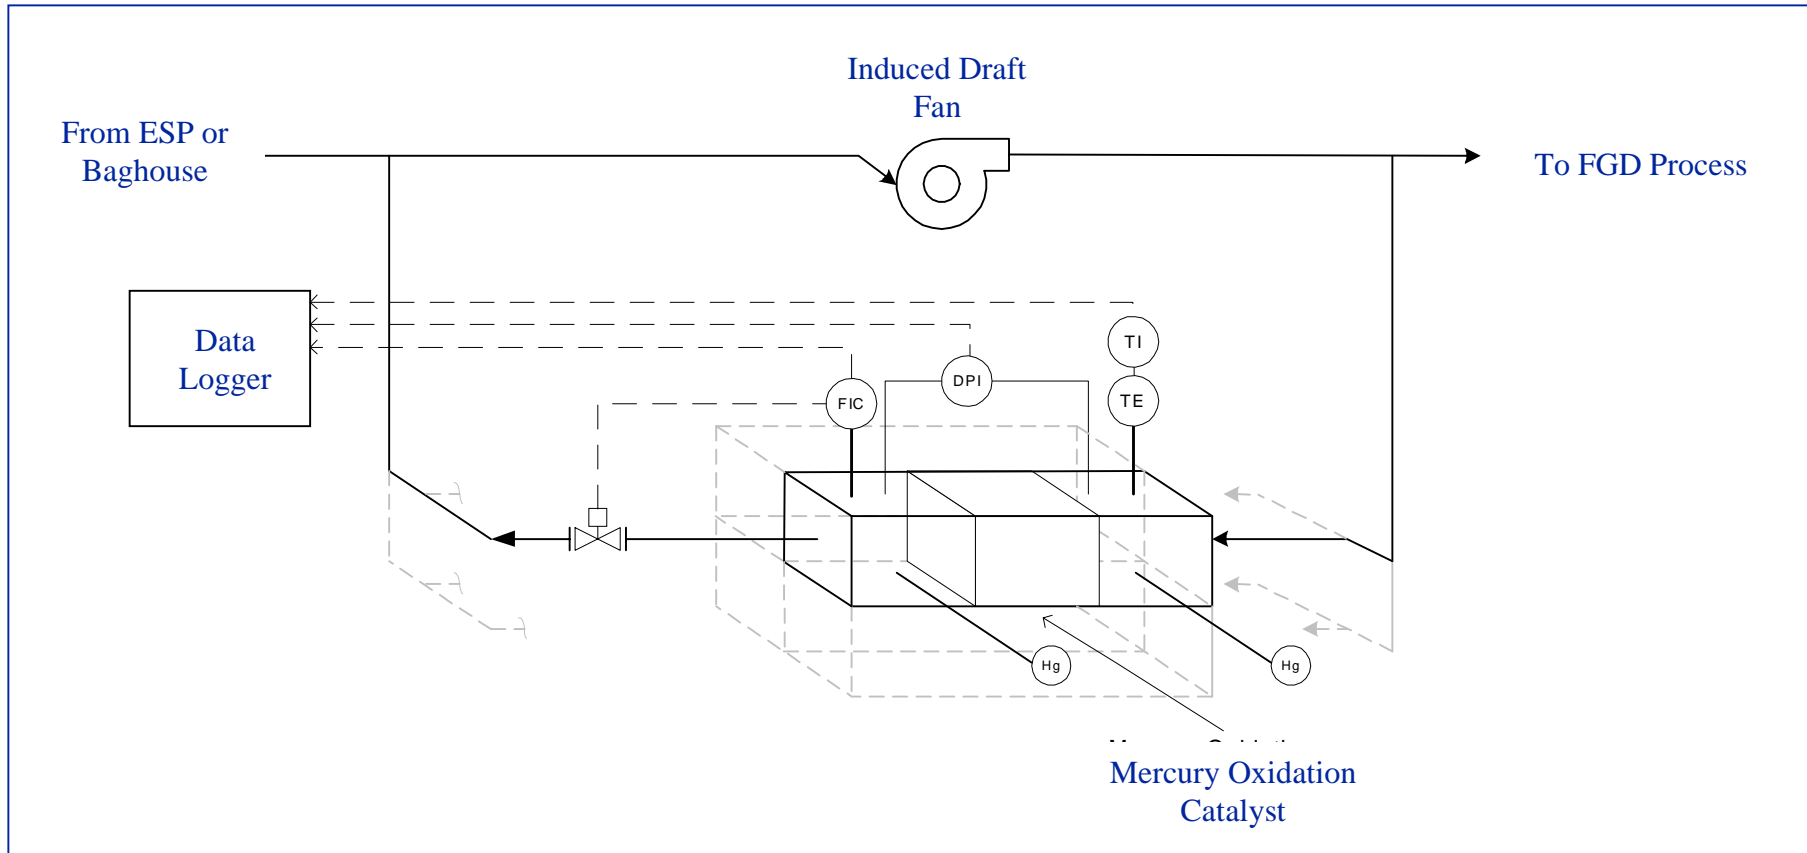 Induced Draft
Fan
From ESP or
Baghouse
To FGD Process
Data
Logger
TI
DPI
TE
FIC
Hg
Hg
Mercury Oxidation
Catalyst